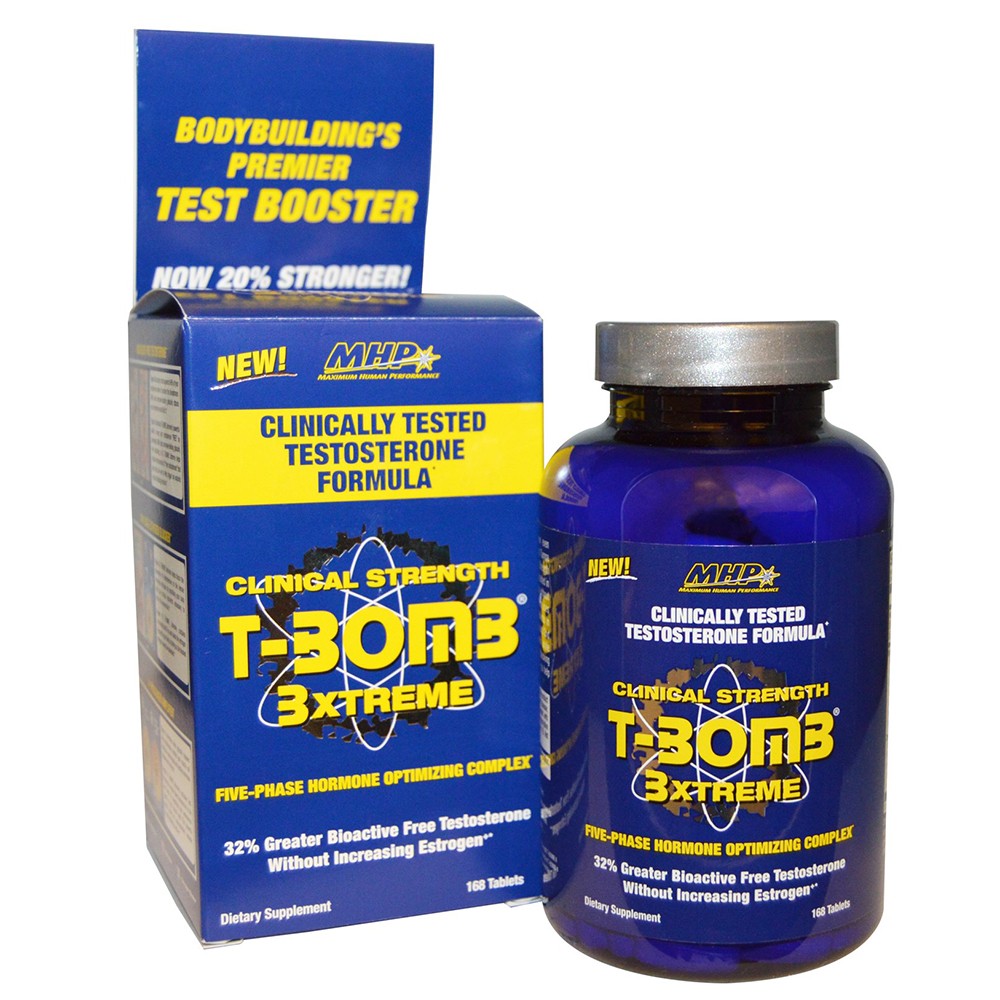 BODYBUILDING'S
PREMIER
TEST BOOSTER
NOW 20% STRONGER!
NEW!
MHP
MAXIMUM HUMAN PERFORMANCE
CLINICALLY TESTED
TESTOSTERONE
FORMULA*
CLINICAL STRENGTH
T-3OM3®
3XTREME
FIVE-PHASE HORMONE OPTIMIZING COMPLEX*
32% Greater Bioactive Free Testosterone
Without Increasing Estrogen*+
168 Tablets
Dietary Supplement
NEW!
MHP
MAXIMUM HUMAN PERFORMANCE
CLINICALLY TESTED
TESTOSTERONE FORMULA*
CLINICAL STRENGTH
T-3OM3®
3XTREME
FIVE-PHASE HORMONE OPTIMIZING COMPLEX*
32% Greater Bioactive Free Testosterone
Without Increasing Estrogen*+
Dietary Supplement
168 Tablets